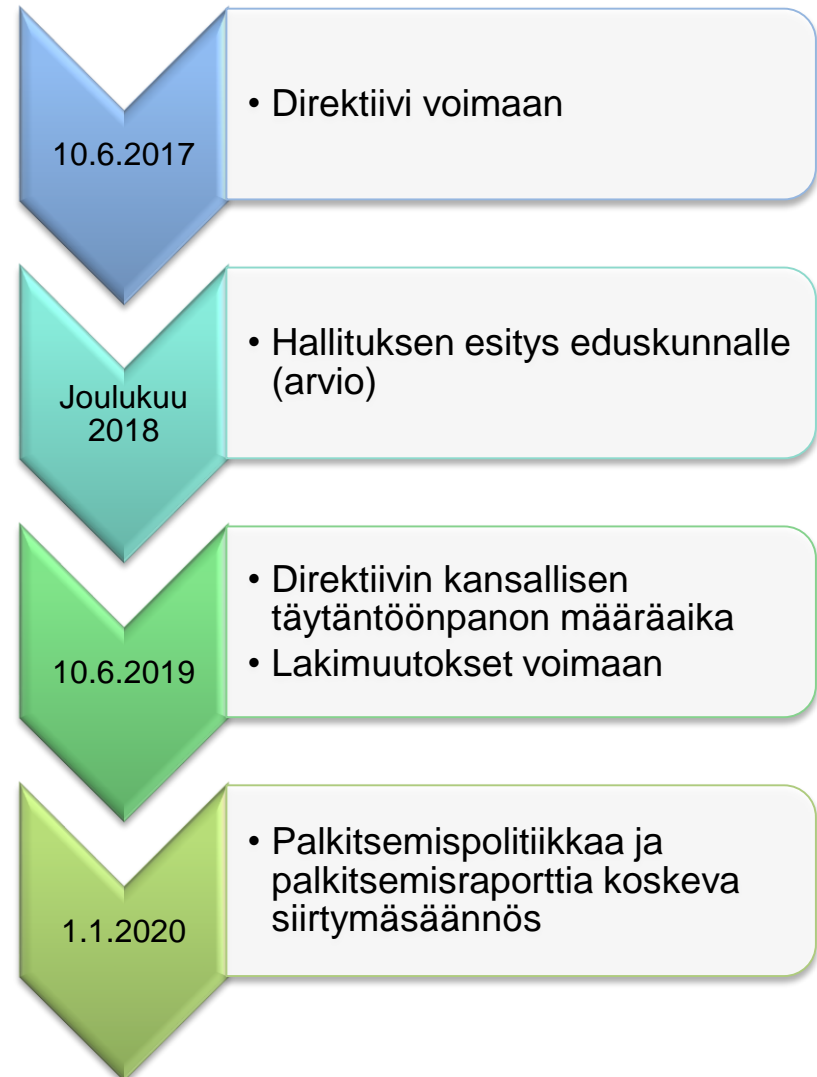 10.6.2017
• Direktiivi voimaan
Joulukuu
2018
• Hallituksen esitys eduskunnalle
(arvio)
10.6.2019
• Direktiivin kansallisen
täytäntöönpanon määräaika
• Lakimuutokset voimaan
1.1.2020
• Palkitsemispolitiikkaa ja
palkitsemisraporttia koskeva
siirtymäsäännös